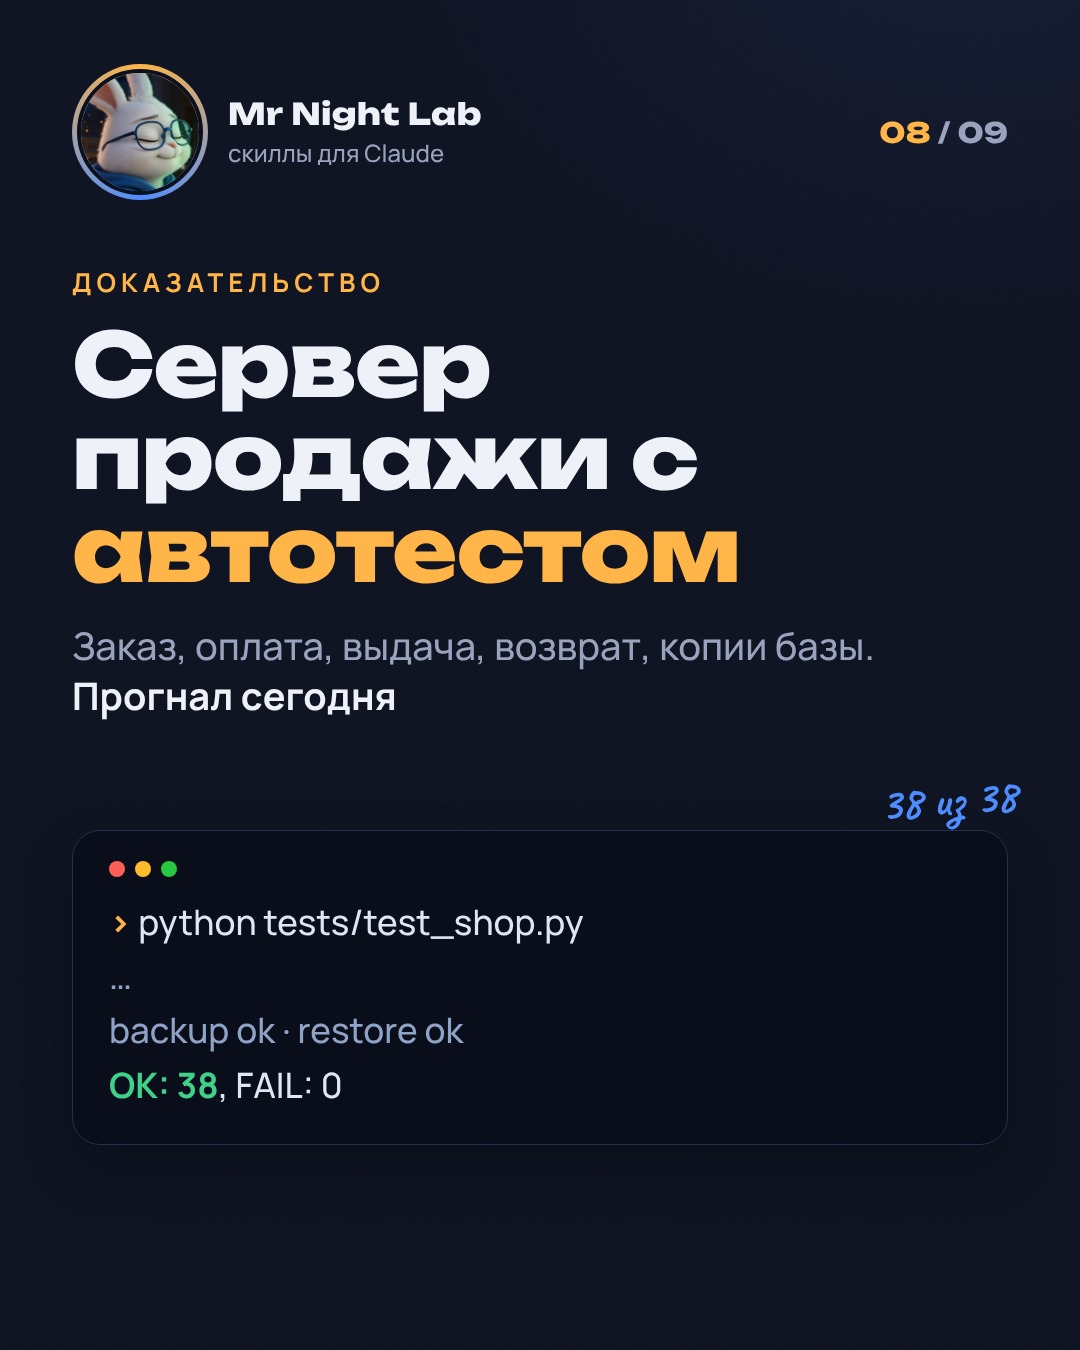 Mr Night Lab
скиллы для Claude
08 / 09
ДОКАЗАТЕЛЬСТВО
Сервер
продажи с
автотестом
Заказ, оплата, выдача, возврат, копии базы.
Прогнал сегодня
38 из 38
› python tests/test_shop.py
…
backup ok · restore ok
OK: 38, FAIL: 0